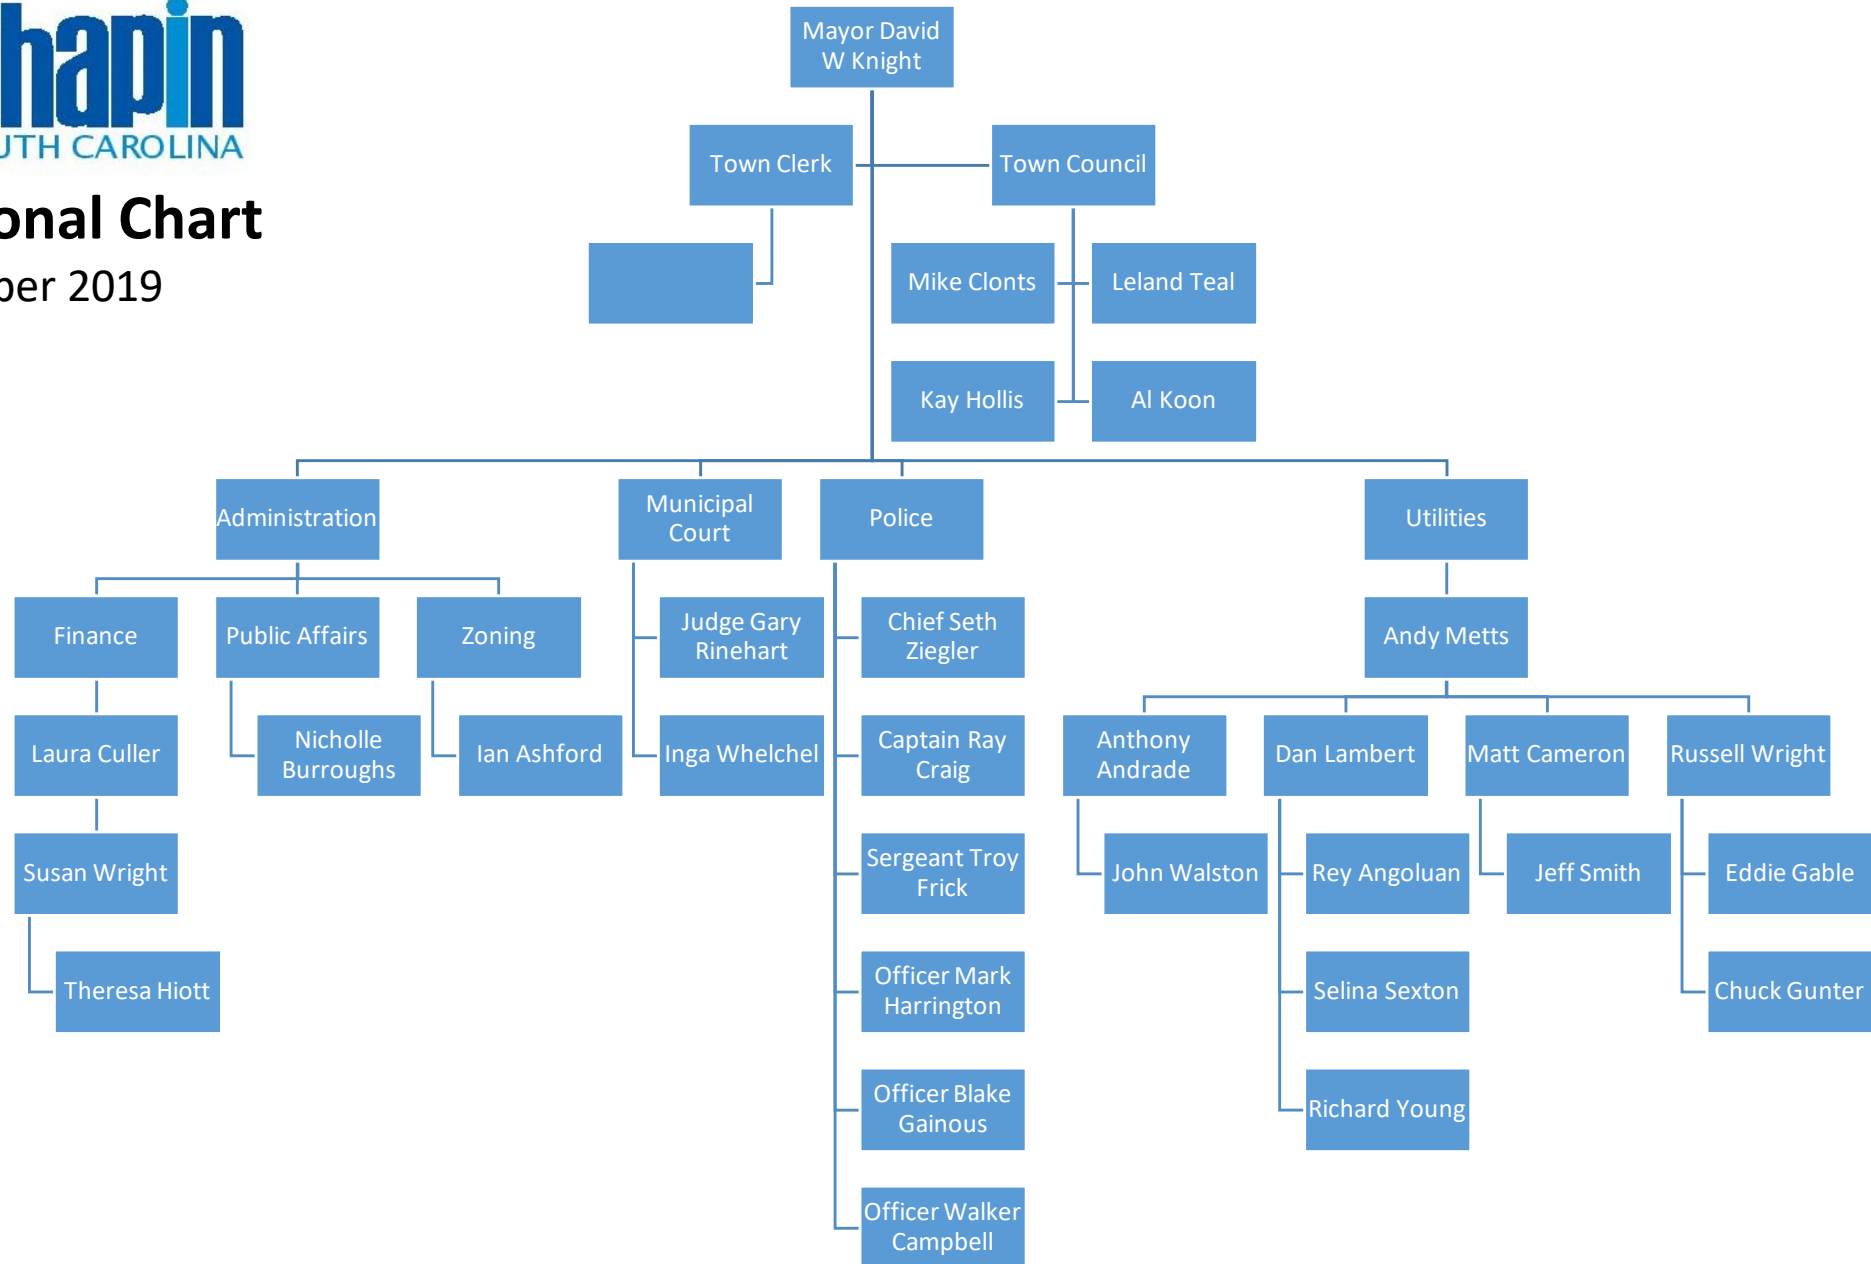 hapin
UTH CAROLINA
onal Chart
ber 2019
Mayor David
W Knight
Town Clerk
Town Council
Mike Clonts
Leland Teal
Kay Hollis
Al Koon
Administration
Municipal
Court
Police
Utilities
Finance
Public Affairs
Zoning
Judge Gary
Rinehart
Chief Seth
Ziegler
Andy Metts
Laura Culler
Nicholle
Burroughs
Ian Ashford
Inga Whelchel
Captain Ray
Craig
Anthony
Andrade
Dan Lambert
Matt Cameron
Russell Wright
Susan Wright
Sergeant Troy
Frick
John Walston
Rey Angoluan
Jeff Smith
Eddie Gable
Theresa Hiott
Officer Mark
Harrington
Selina Sexton
Chuck Gunter
Officer Blake
Gainous
Richard Young
Officer Walker
Campbell